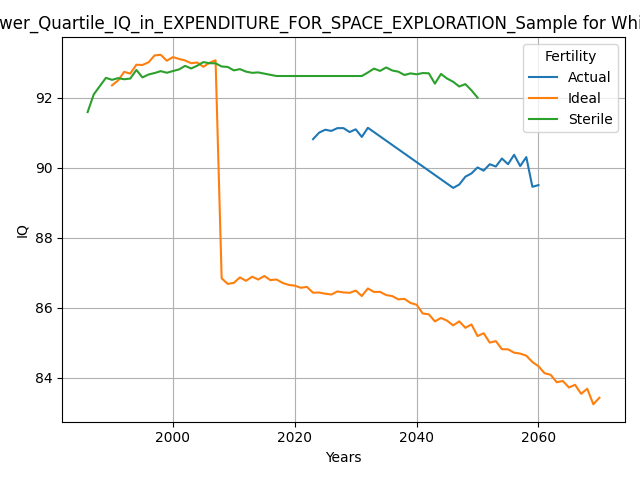 wer_Quartile_IQ_in_EXPENDITURE_FOR_SPACE_EXPLORATION_Sample for Whi
Fertility
Actual
Ideal
Sterile
IQ
92
90
88
86
84
2000
2020
2040
2060
Years